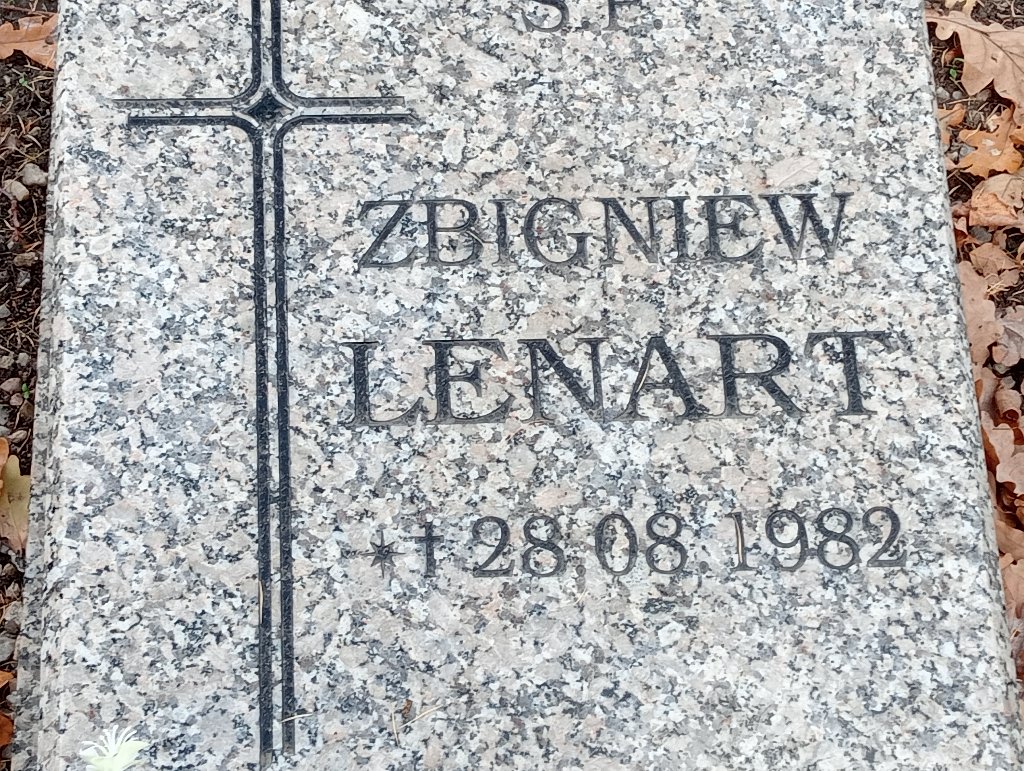 Ś.P.
ZBIGNIEW
LENART
* † 28.08.1982